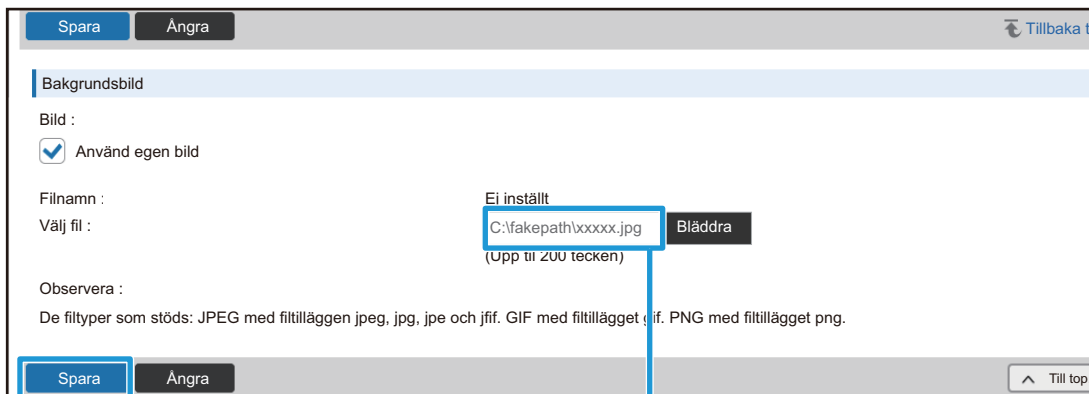 Spara Ångra Tillbaka t
Bakgrundsbild
Bild :
Använd egen bild
Filnamn : Ej inställt
Välj fil : C:\fakepath\xxxxx.jpg Bläddra
(Upp til 200 tecken)
Observera :
De filtyper som stöds: JPEG med filtilläggen jpeg, jpg, jpe och jfif. GIF med filtillägget gif. PNG med filtillägget png.
Spara Ångra Till top